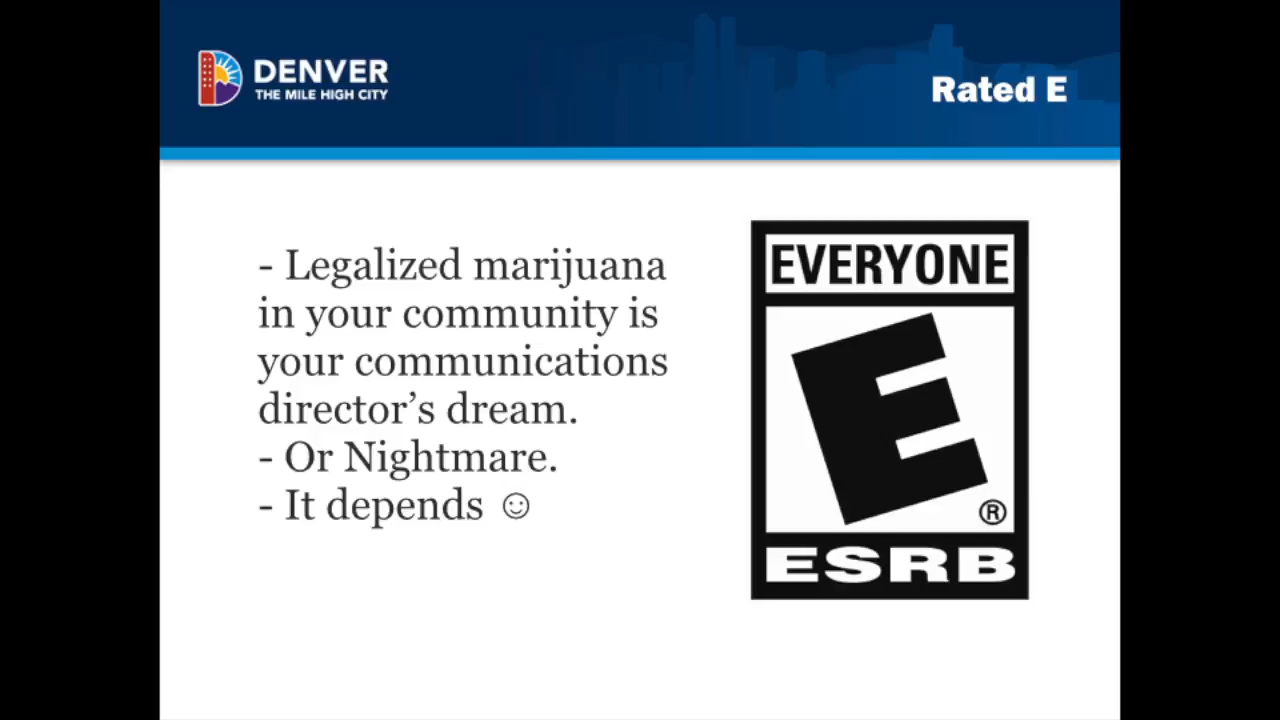 DENVER
THE MILE HIGH CITY
Rated E
- Legalized marijuana
in your community is
your communications
director’s dream.
- Or Nightmare.
- It depends ☺
EVERYONE
E
®
ESRB